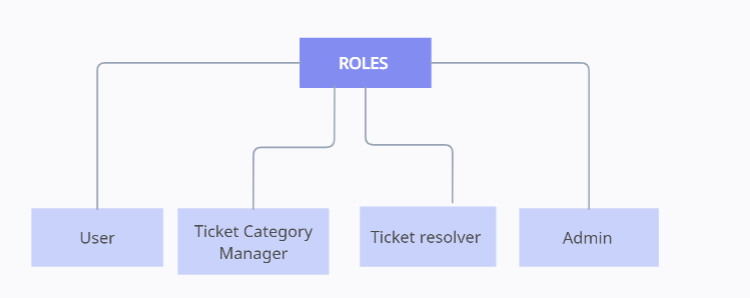 ROLES
User
Ticket Category
Manager
Ticket resolver
Admin